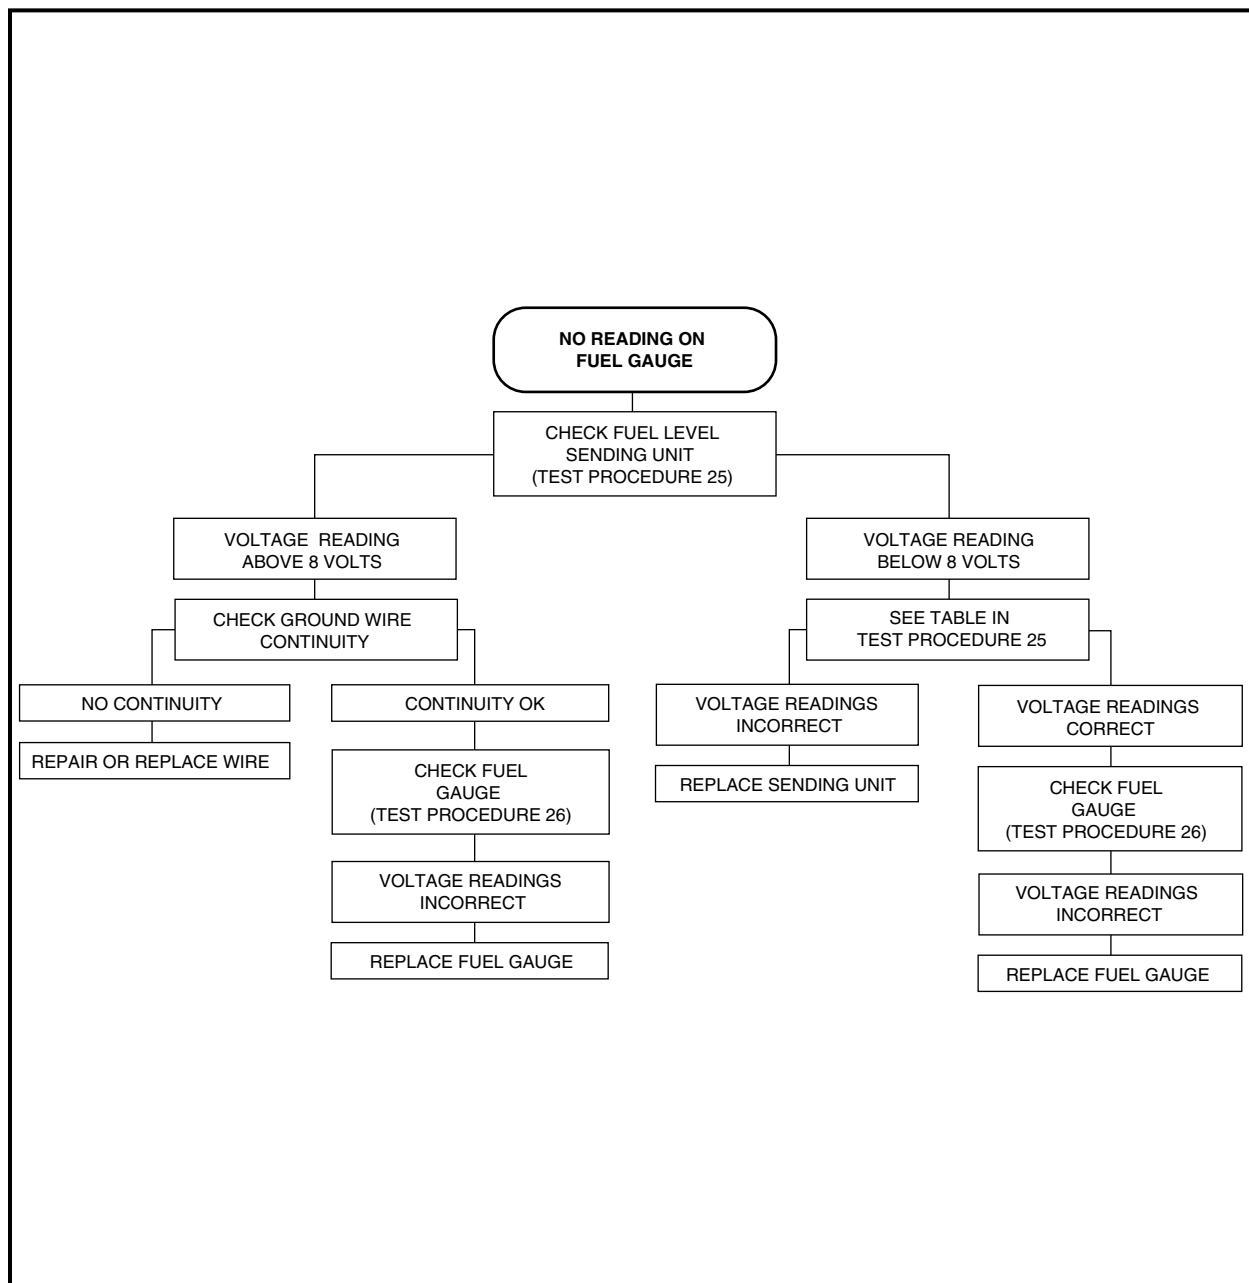 NO READING ON
FUEL GAUGE
CHECK FUEL LEVEL
SENDING UNIT
(TEST PROCEDURE 25)
VOLTAGE READING
ABOVE 8 VOLTS
CHECK GROUND WIRE
CONTINUITY
NO CONTINUITY
REPAIR OR REPLACE WIRE
CONTINUITY OK
CHECK FUEL
GAUGE
(TEST PROCEDURE 26)
VOLTAGE READINGS
INCORRECT
REPLACE FUEL GAUGE
VOLTAGE READING
BELOW 8 VOLTS
SEE TABLE IN
TEST PROCEDURE 25
VOLTAGE READINGS
INCORRECT
REPLACE SENDING UNIT
VOLTAGE READINGS
CORRECT
CHECK FUEL
GAUGE
(TEST PROCEDURE 26)
VOLTAGE READINGS
INCORRECT
REPLACE FUEL GAUGE